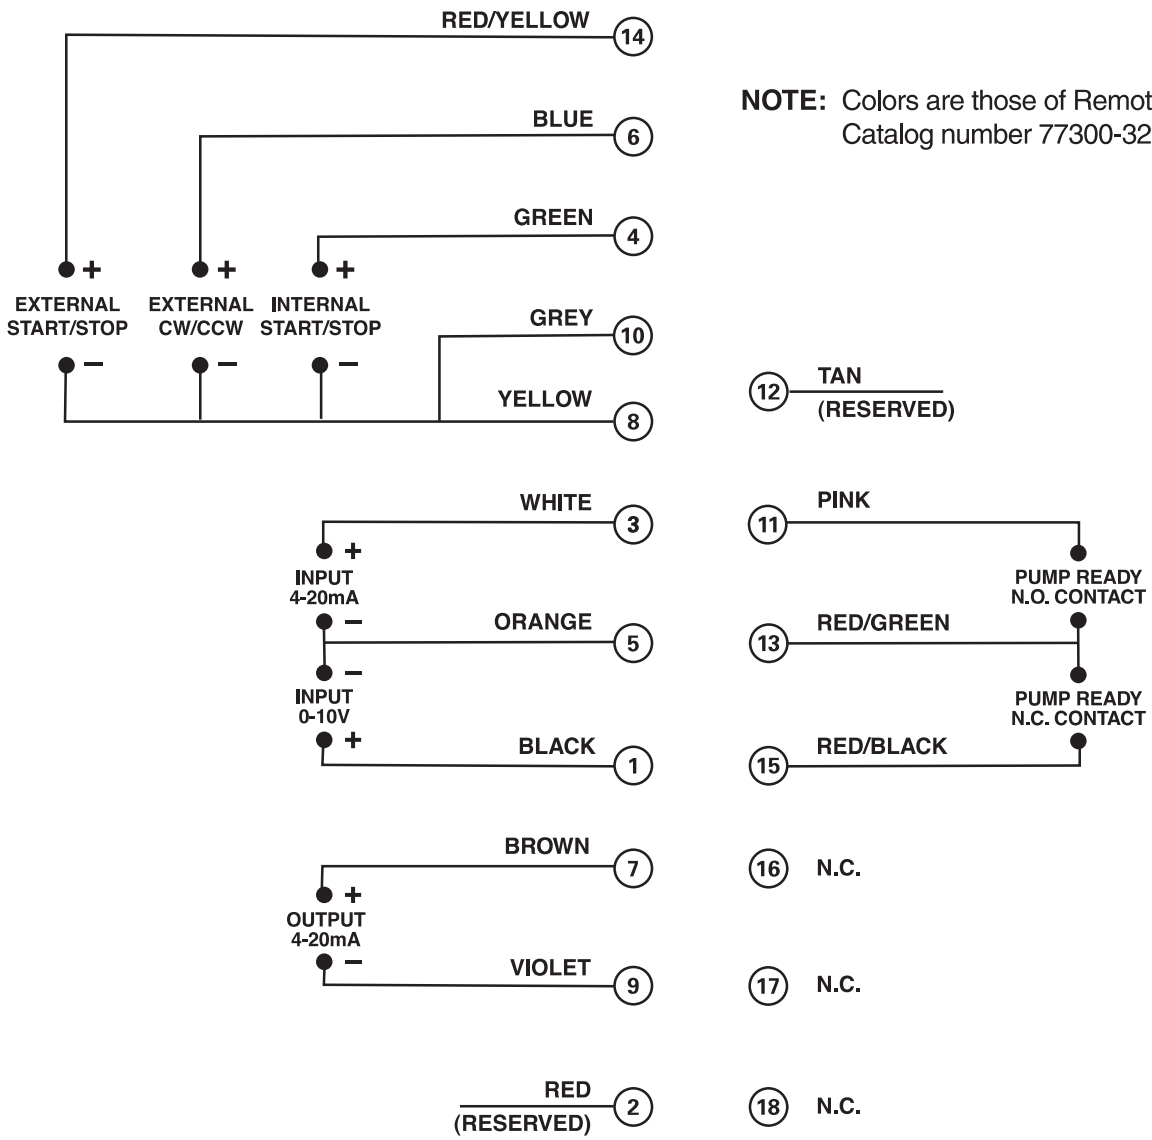 RED/YELLOW
14
NOTE: Colors are those of Remot
Catalog number 77300-32
BLUE
6
GREEN
4
+ + +
EXTERNAL START/STOP
EXTERNAL CW/CCW
INTERNAL START/STOP
− − −
GREY
10
YELLOW
8
12
TAN
(RESERVED)
WHITE
3
+
INPUT
4-20mA
−
ORANGE
5
−
INPUT
0-10V
+
BLACK
1
11
PINK
PUMP READY
N.O. CONTACT
13
RED/GREEN
PUMP READY
N.C. CONTACT
15
RED/BLACK
BROWN
7
+
OUTPUT
4-20mA
−
VIOLET
9
16 N.C.
17 N.C.
RED
(RESERVED)
2
18 N.C.